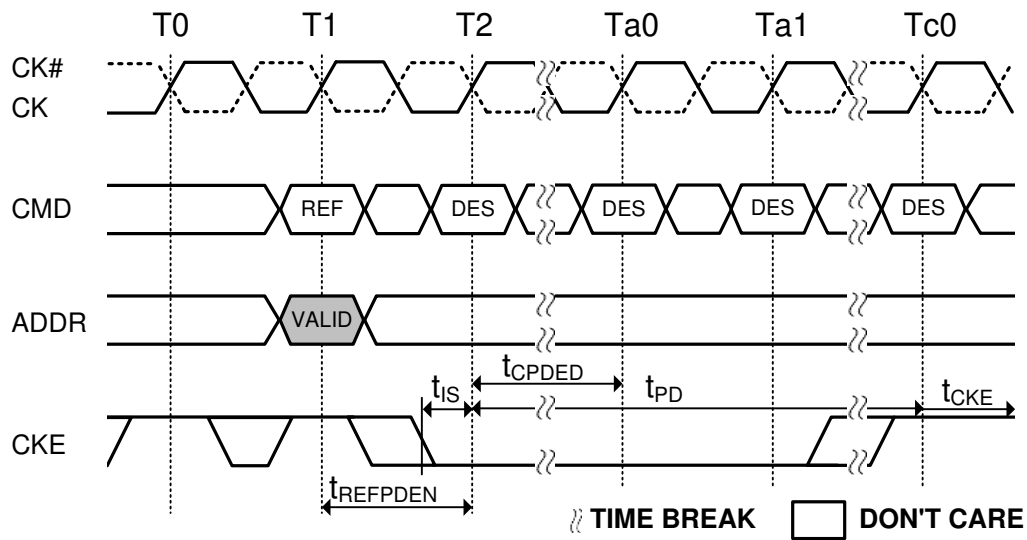 T0 T1 T2 Ta0 Ta1 Tc0
CK#
CK
CMD REF DES DES DES DES
ADDR VALID
tCPDED
tIS tPD tCKE
CKE
tREFPDEN
TIME BREAK DON'T CARE